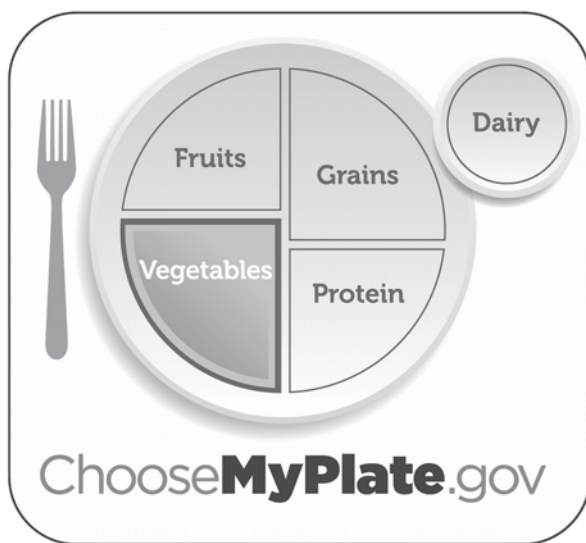 Dairy
Fruits
Grains
Vegetables
Protein
ChooseMyPlate.gov